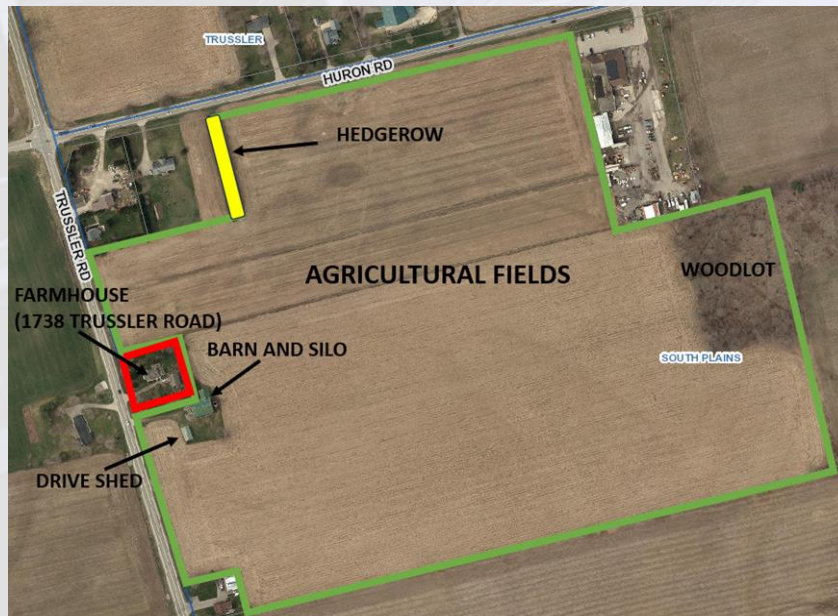 TRUSSLER
HURON RD
HEDGEROW
TRUSSLER RD
AGRICULTURAL FIELDS
WOODLOT
FARMHOUSE
(1738 TRUSSLER ROAD)
BARN AND SILO
SOUTH PLAINS
DRIVE SHED